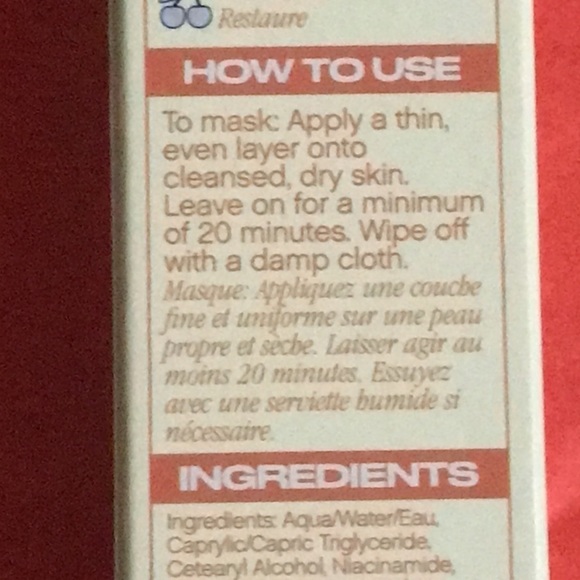 Restaure
HOW TO USE
To mask: Apply a thin,
even layer onto
cleansed, dry skin.
Leave on for a minimum
of 20 minutes. Wipe off
with a damp cloth.
Masque: Appliquez une couche
fine et uniforme sur une peau
propre et sèche. Laisser agir au
moins 20 minutes. Essuyez
avec une serviette humide si
nécessaire.
INGREDIENTS
Ingredients: Aqua/Water/Eau,
Caprylic/Capric Triglyceride,
Cetearyl Alcohol, Niacinamide,